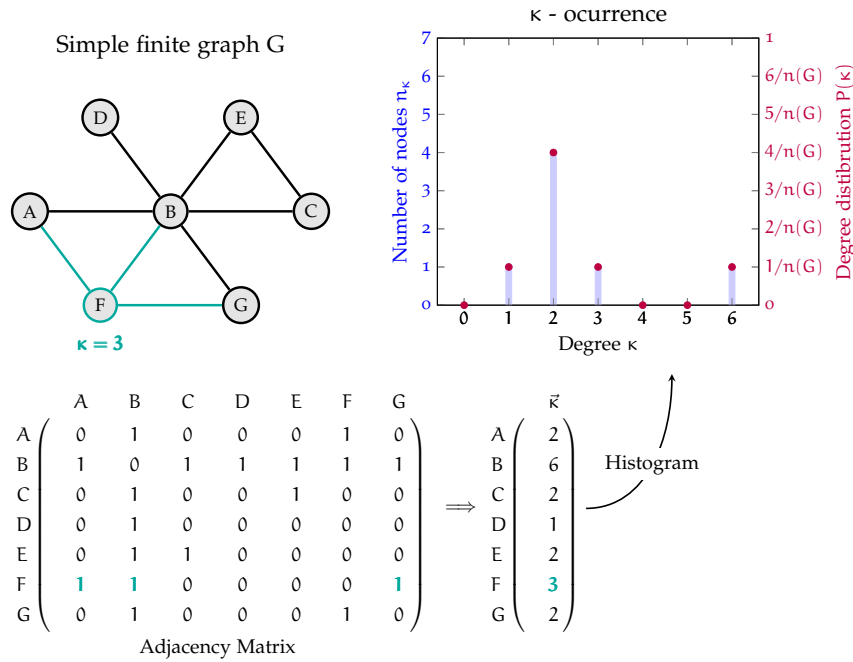 κ - ocurrence
Simple finite graph G
D
E
A
B
C
F
G
κ = 3
Number of nodes nκ
7
6
5
4
3
2
1
0
1
6/n(G)
5/n(G)
4/n(G)
3/n(G)
2/n(G)
1/n(G)
0
Degree distibrution P(κ)
0 1 2 3 4 5 6
Degree κ
A B C D E F G
A 0 1 0 0 0 1 0
B 1 0 1 1 1 1 1
C 0 1 0 0 1 0 0
D 0 1 0 0 0 0 0
E 0 1 1 0 0 0 0
F 1 1 0 0 0 0 1
G 0 1 0 0 0 1 0
Adjacency Matrix
⟹
κ⃗
A 2
B 6
C 2
D 1
E 2
F 3
G 2
Histogram